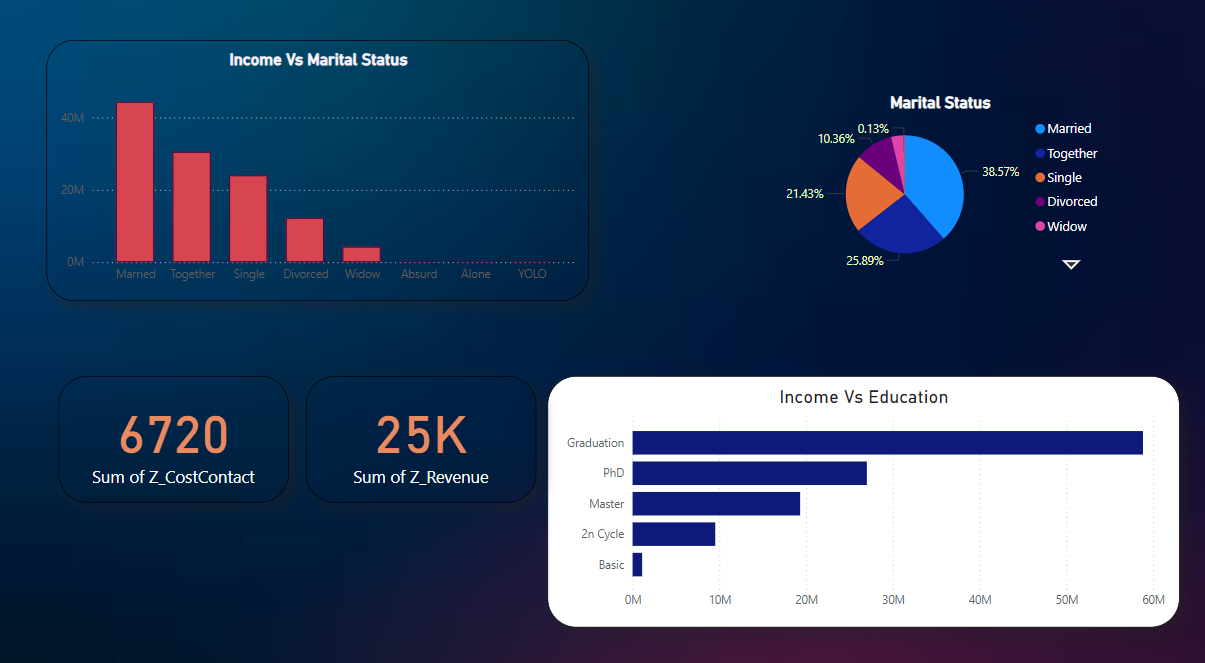 Income Vs Marital Status
40M
20M
0M
Married Together Single Divorced Widow Absurd Alone YOLO
Marital Status
0.13%
10.36%
21.43%
25.89%
38.57%
Married
Together
Single
Divorced
Widow
6720
Sum of Z_CostContact
25K
Sum of Z_Revenue
Income Vs Education
Graduation
PhD
Master
2n Cycle
Basic
0M 10M 20M 30M 40M 50M 60M